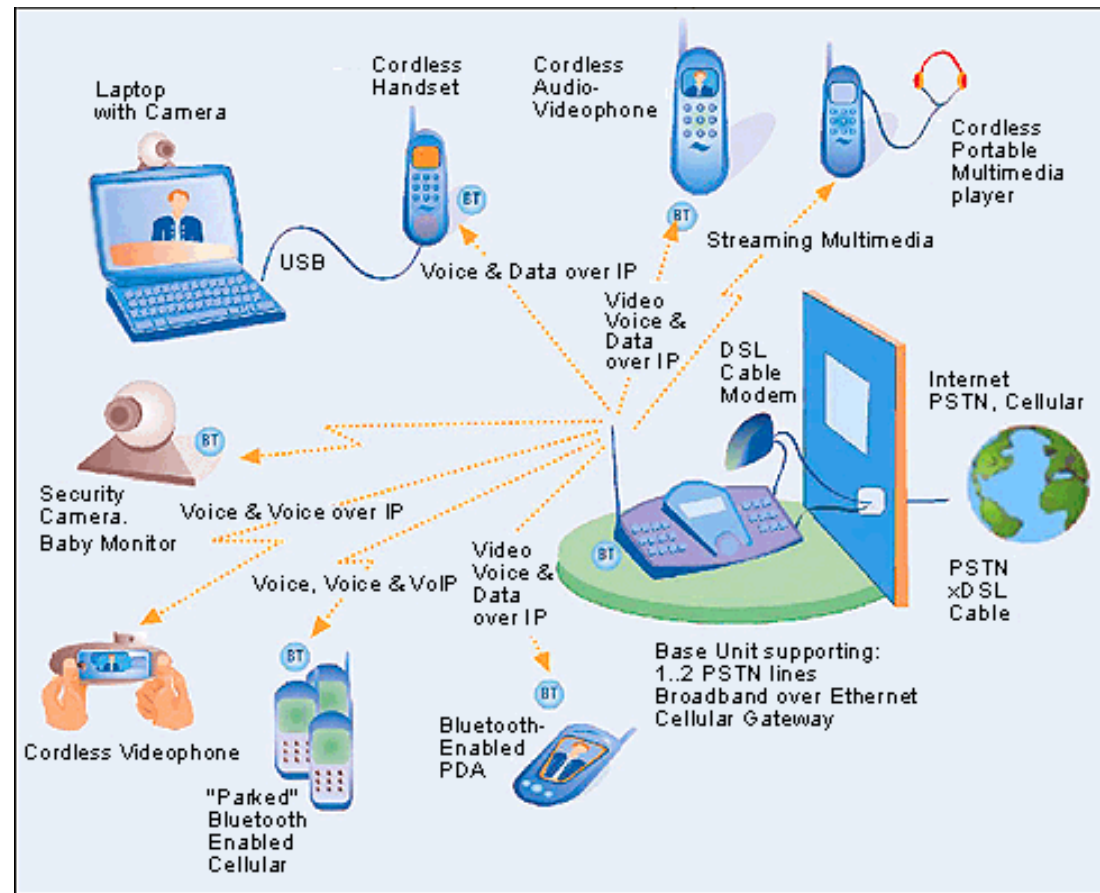 Laptop
with Camera
Cordless
Handset
Cordless
Audio-
Videophone
Cordless
Portable
Multimedia
player
BT
BT
USB
Voice & Data over IP
Streaming Multimedia
Video
Voice &
Data
over IP
DSL
Cable
Modem
Internet
PSTN, Cellular
BT
Security
Camera.
Baby Monitor
Voice & Voice over IP
Voice, Voice & VoIP
Video
Voice &
Data
over IP
BT
PSTN
xDSL
Cable
Base Unit supporting:
1..2 PSTN lines
Broadband over Ethernet
Cellular Gateway
Cordless Videophone
BT
"Parked"
Bluetooth
Enabled
Cellular
BT
Bluetooth-
Enabled
PDA